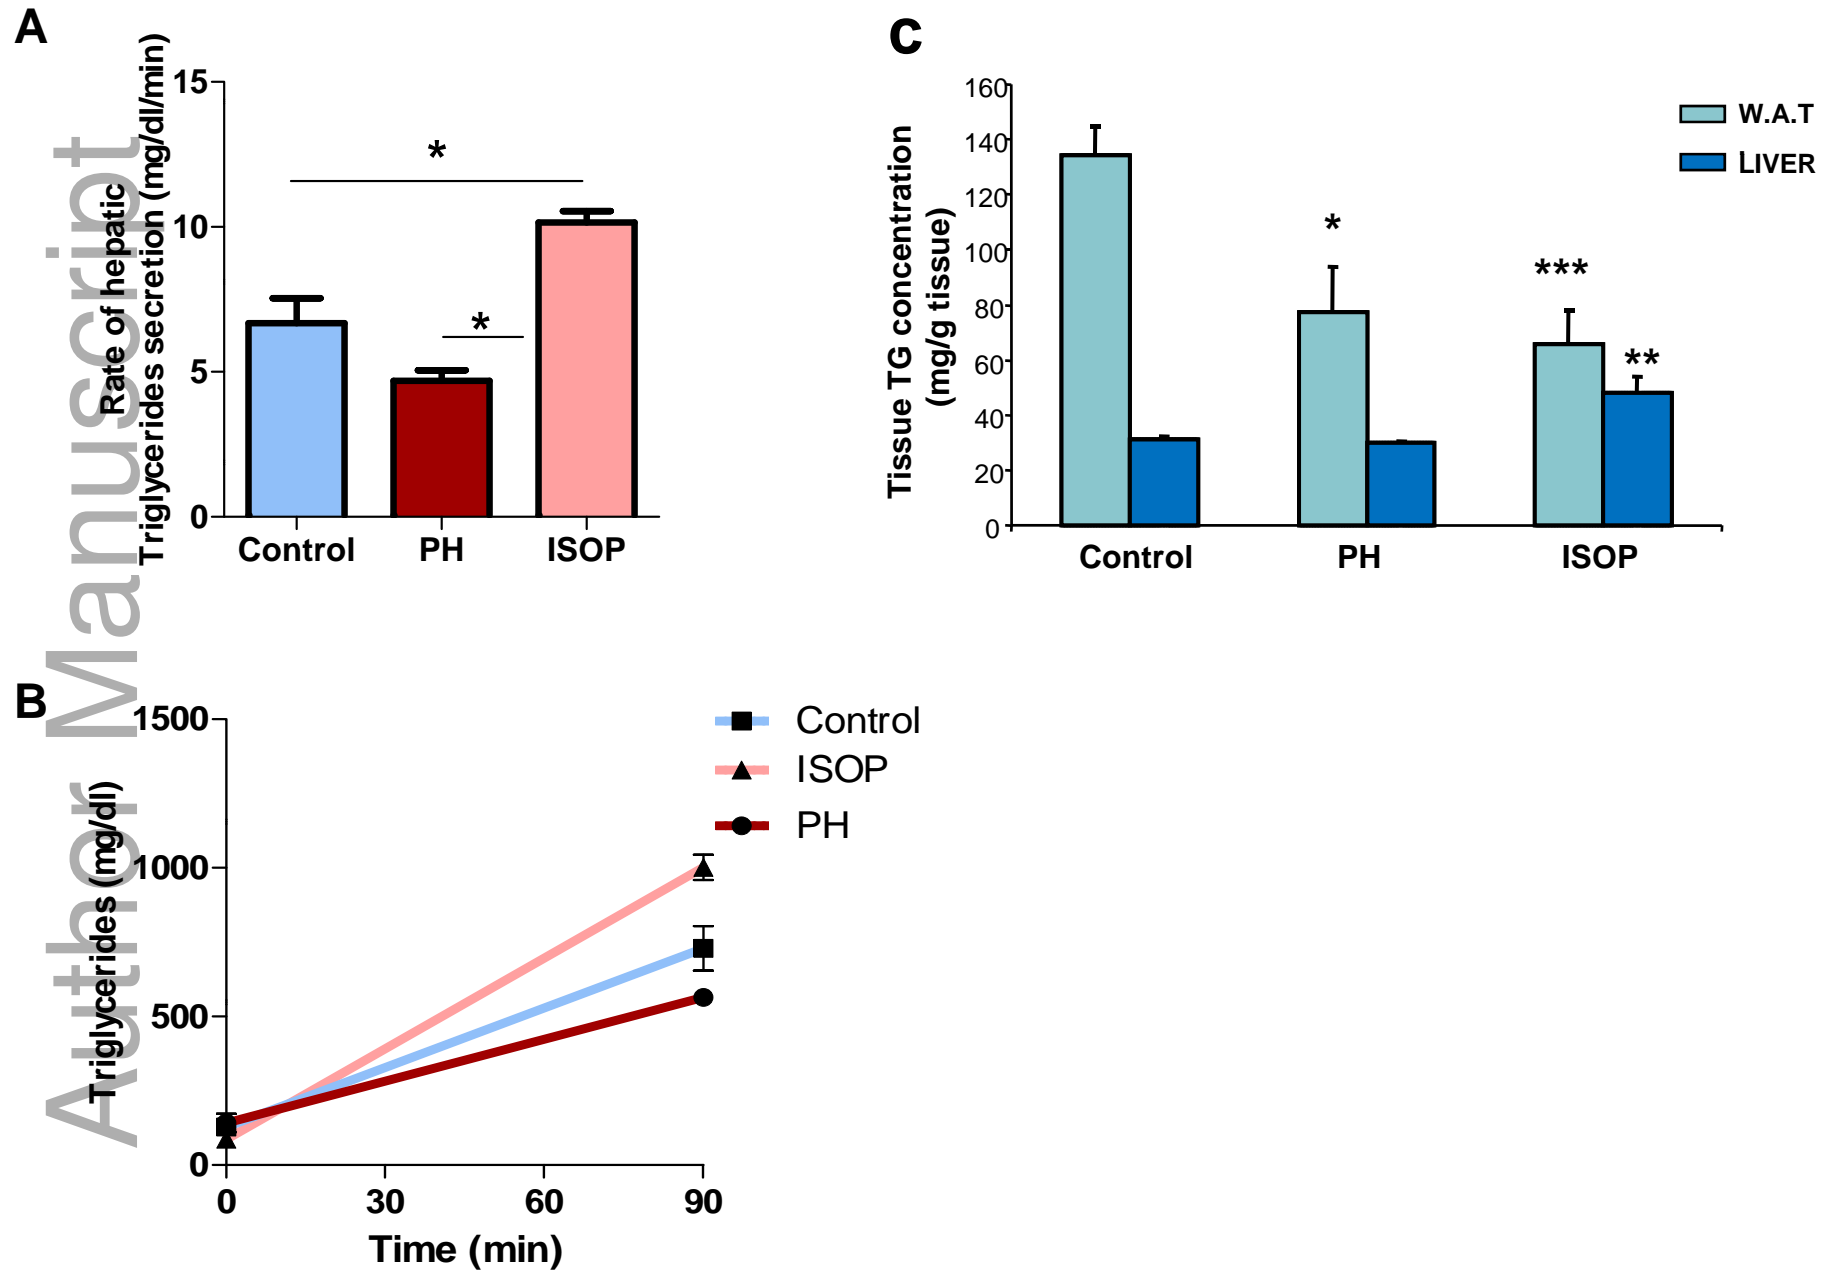 Author Manuscript
A
Rate of hepatic
Triglycerides secretion (mg/dl/min)
15
10
5
0
*
*
Control PH ISOP
B
Triglycerides (mg/dl)
1500
1000
500
0
0 30 60 90
Time (min)
Control
ISOP
PH
C
Tissue TG concentration
(mg/g tissue)
160
140
120
100
80
60
40
20
0
*
***
**
Control PH ISOP
W.A.T
LIVER